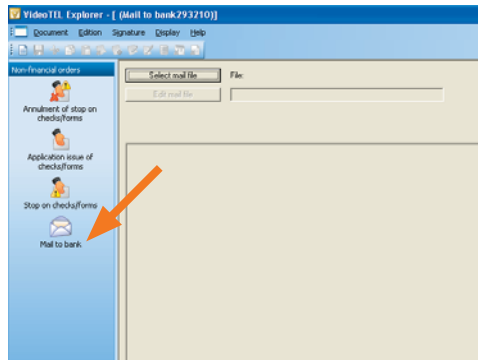 VideoTEL Explorer - [ (Mail to bank293210)]
Document Edition Signature Display Help
Non-financial orders
Select mail file File:
Edit mail file
Annulment of stop on
checks/forms
Application issue of
checks/forms
Stop on checks/forms
Mail to bank